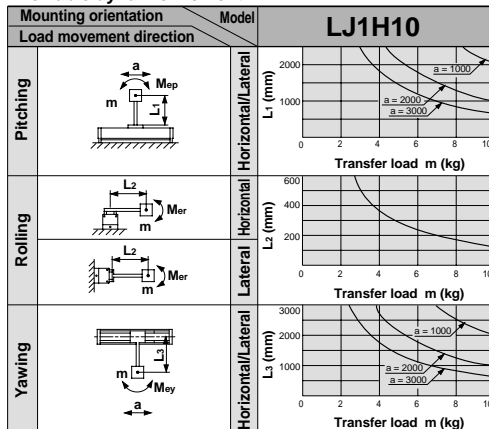 Mounting orientation
Model
Load movement direction
LJ1H10
Pitching
a
Mep
m
L1
Horizontal/Lateral
L1 (mm)
2000
1000
a = 1000
a = 2000
a = 3000
0 2 4 6 8 10
Transfer load m (kg)
Rolling
L2
Mer
m
Horizontal
L2
Mer
m
Lateral
L2 (mm)
600
400
200
0 2 4 6 8 10
Transfer load m (kg)
Yawing
L3
m
Mey
a
Horizontal/Lateral
L3 (mm)
3000
2000
1000
a = 1000
a = 2000
a = 3000
0 2 4 6 8 10
Transfer load m (kg)